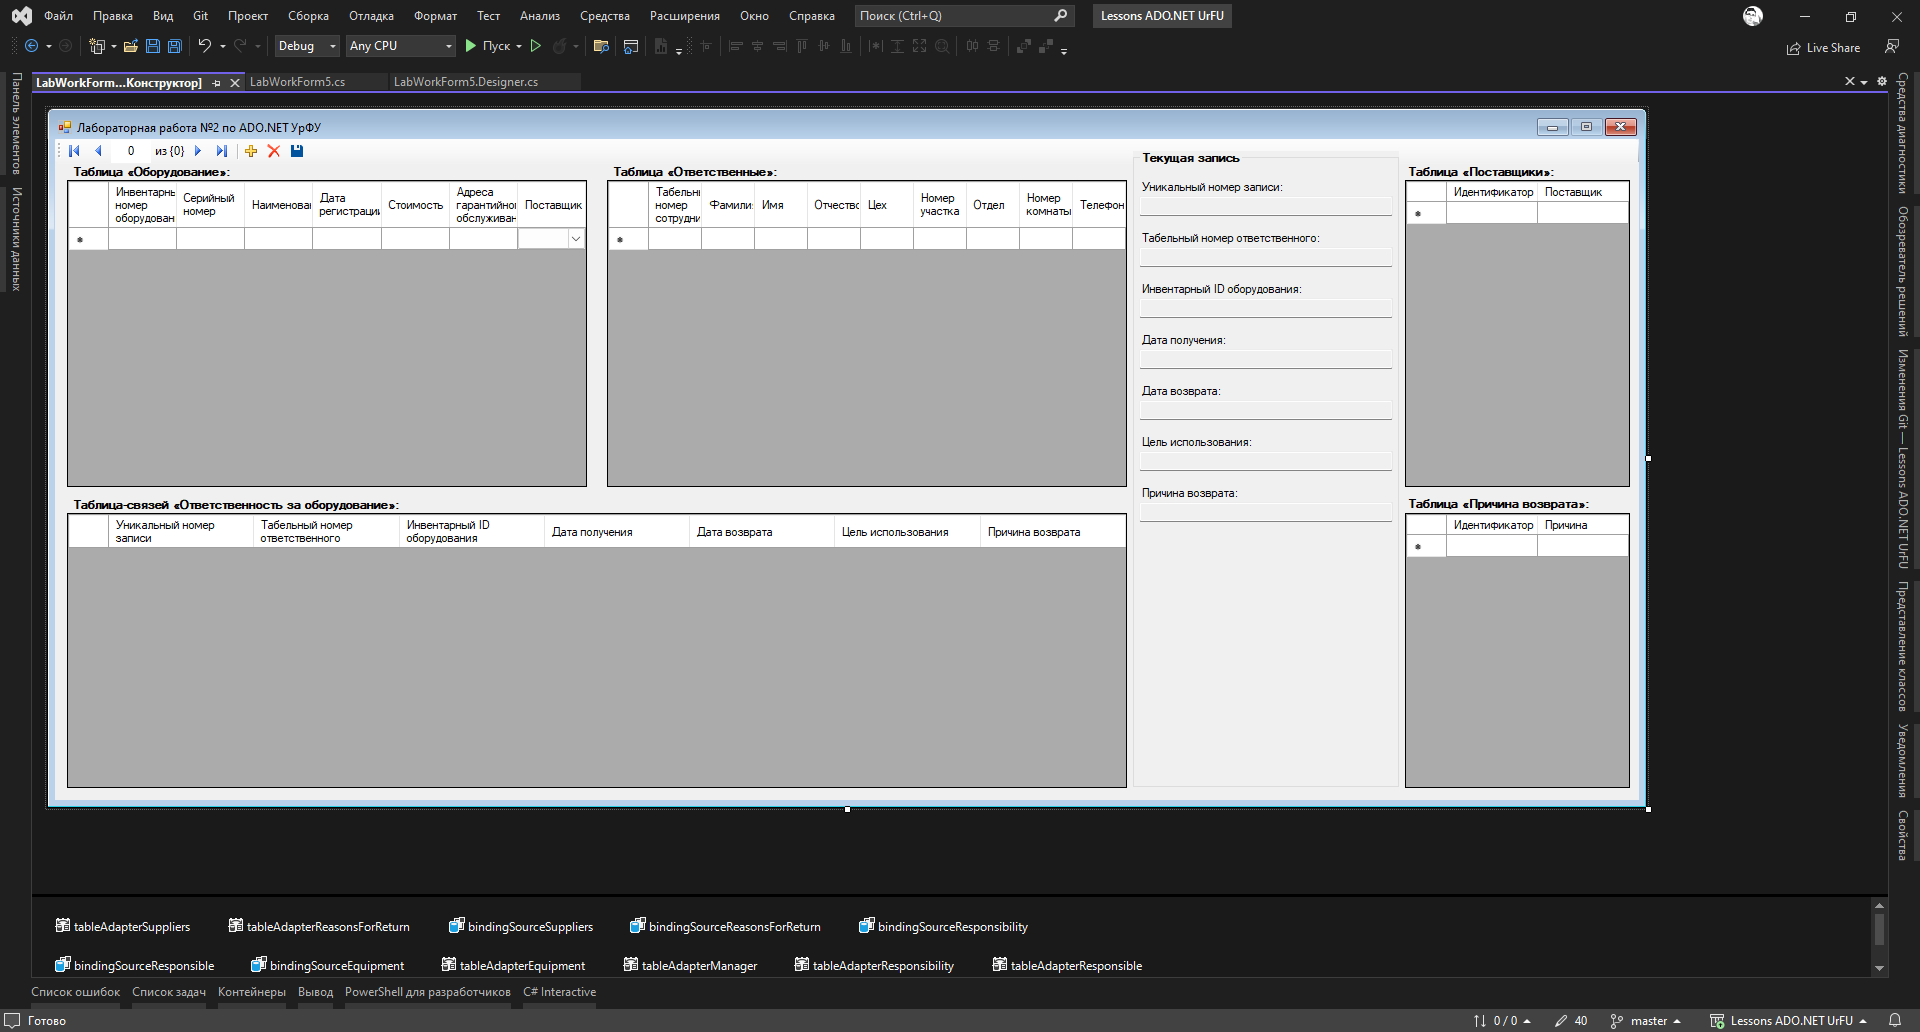 Файл Правка Вид Git Проект Сборка Отладка Формат Тест Анализ Средства Расширения Окно Справка Поиск (Ctrl+Q) Lessons ADO.NET UrFU
Debug Any CPU Пуск Live Share
LabWorkForm...Конструктор] LabWorkForm5.cs LabWorkForm5.Designer.cs
Панель элементов
Источники данных
Лабораторная работа №2 по ADO.NET УрФУ
0 из {0}
Таблица «Оборудование»:
Инвентарн номер оборудован
Серийный номер
Наименова
Дата регистрации
Стоимость
Адреса гарантийног обслуживан
Поставщик
Таблица «Ответственные»:
Табельн номер сотрудни
Фамили
Имя
Отчество
Цех
Номер участка
Отдел
Номер комнаты
Телефон
Текущая запись
Уникальный номер записи:
Табельный номер ответственного:
Инвентарный ID оборудования:
Дата получения:
Дата возврата:
Цель использования:
Причина возврата:
Таблица «Поставщики»:
Идентификатор Поставщик
Таблица-связей «Ответственность за оборудование»:
Уникальный номер записи
Табельный номер ответственного
Инвентарный ID оборудования
Дата получения
Дата возврата
Цель использования
Причина возврата
Таблица «Причина возврата»:
Идентификатор Причина
Средства диагностики
Обозреватель решений
Изменения Git — Lessons ADO.NET UrFU
Представление классов
Уведомления
Свойства
tableAdapterSuppliers tableAdapterReasonsForReturn bindingSourceSuppliers bindingSourceReasonsForReturn bindingSourceResponsibility
bindingSourceResponsible bindingSourceEquipment tableAdapterEquipment tableAdapterManager tableAdapterResponsibility tableAdapterResponsible
Список ошибок Список задач Контейнеры Вывод PowerShell для разработчиков C# Interactive
Готово 0 / 0 40 master Lessons ADO.NET UrFU